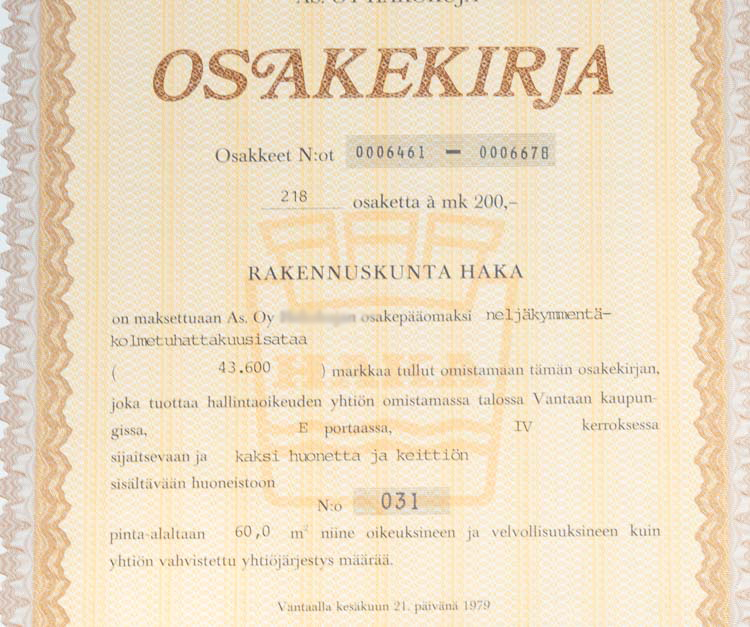 OSAKEKIRJA
Osakkeet N:ot 0006461 — 0006678
218 osaketta à mk 200,–
RAKENNUSKUNTA HAKA
on maksettuaan As. Oy osakepääomaksi neljäkymmentä-
kolmetuhattakuusisataa
( 43.600 ) markkaa tullut omistamaan tämän osakekirjan,
joka tuottaa hallintaoikeuden yhtiön omistamassa talossa Vantaan kaupun-
gissa, E portaassa, IV kerroksessa
sijaitsevaan ja kaksi huonetta ja keittiön
sisältävään huoneistoon
N:o 031
pinta-alaltaan 60,0 m² niine oikeuksineen ja velvollisuuksineen kuin
yhtiön vahvistettu yhtiöjärjestys määrää.
Vantaalla kesäkuun 21. päivänä 1979
HAKA